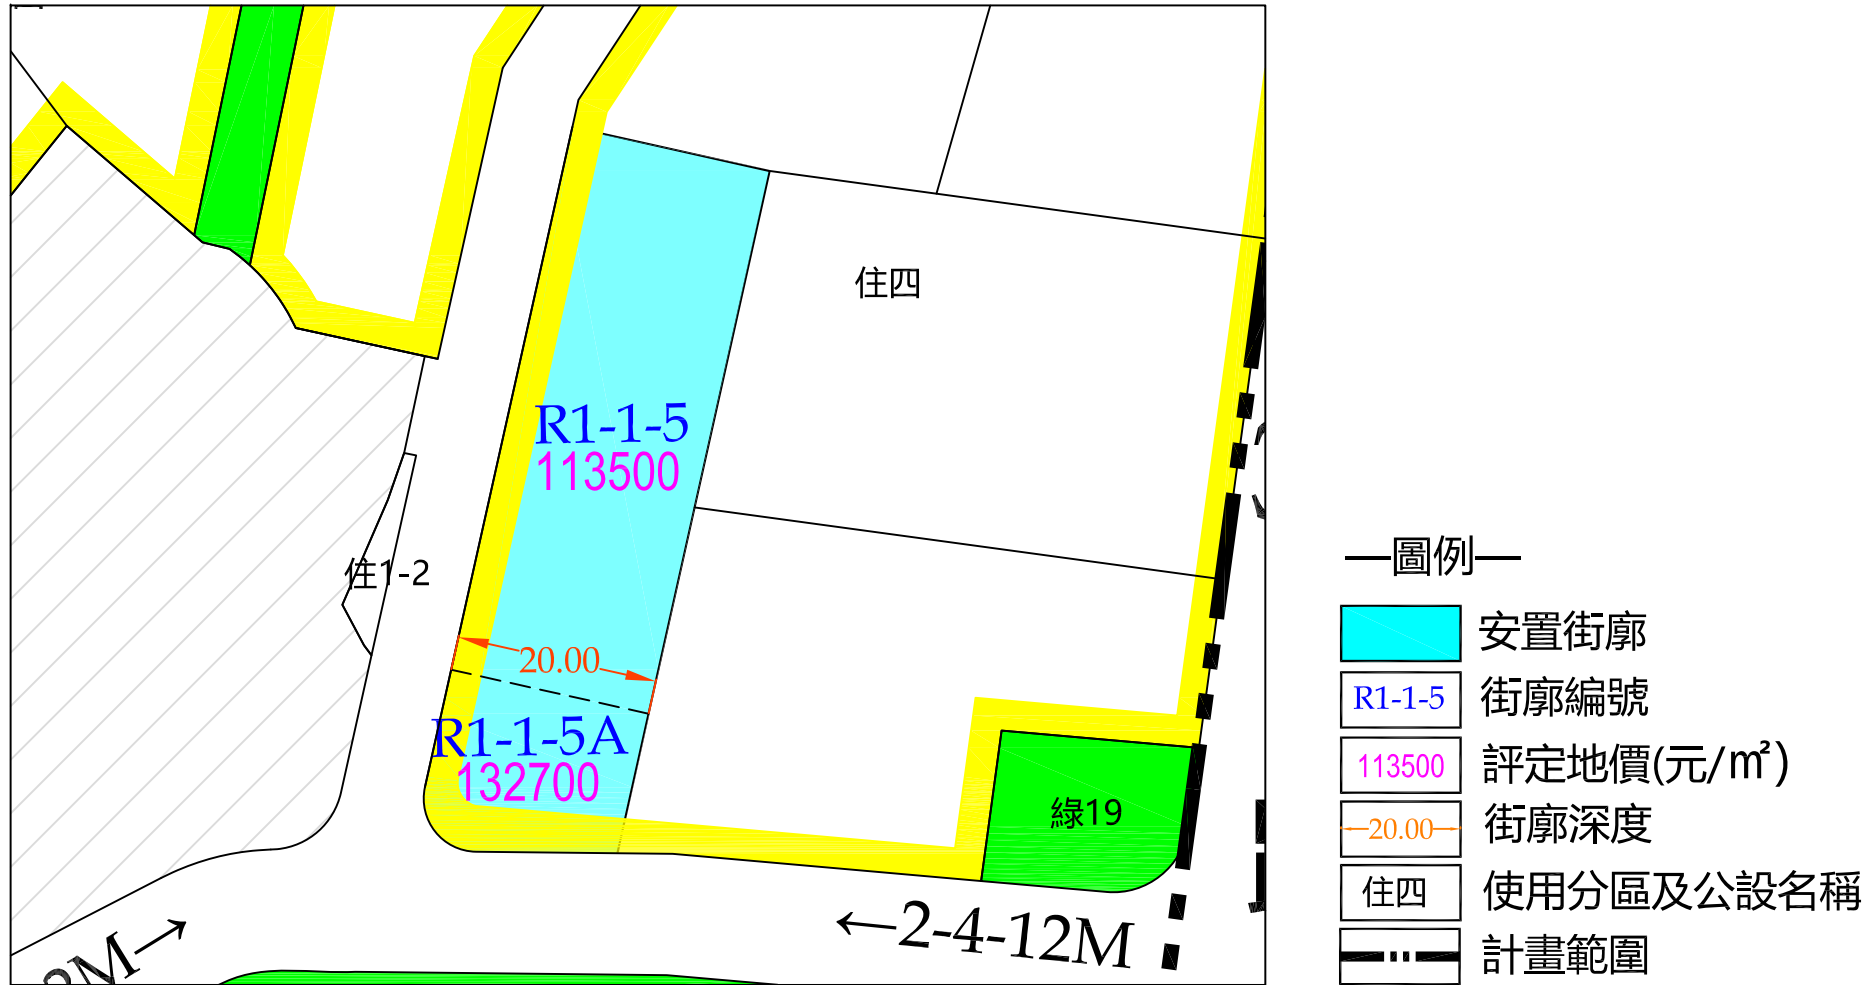 住四
R1-1-5
113500
住1-2
20.00
R1-1-5A
132700
綠19
←2-4-12M
2M→
—圖例—
安置街廓
R1-1-5 街廓編號
113500 評定地價(元/㎡)
20.00 街廓深度
住四 使用分區及公設名稱
計畫範圍